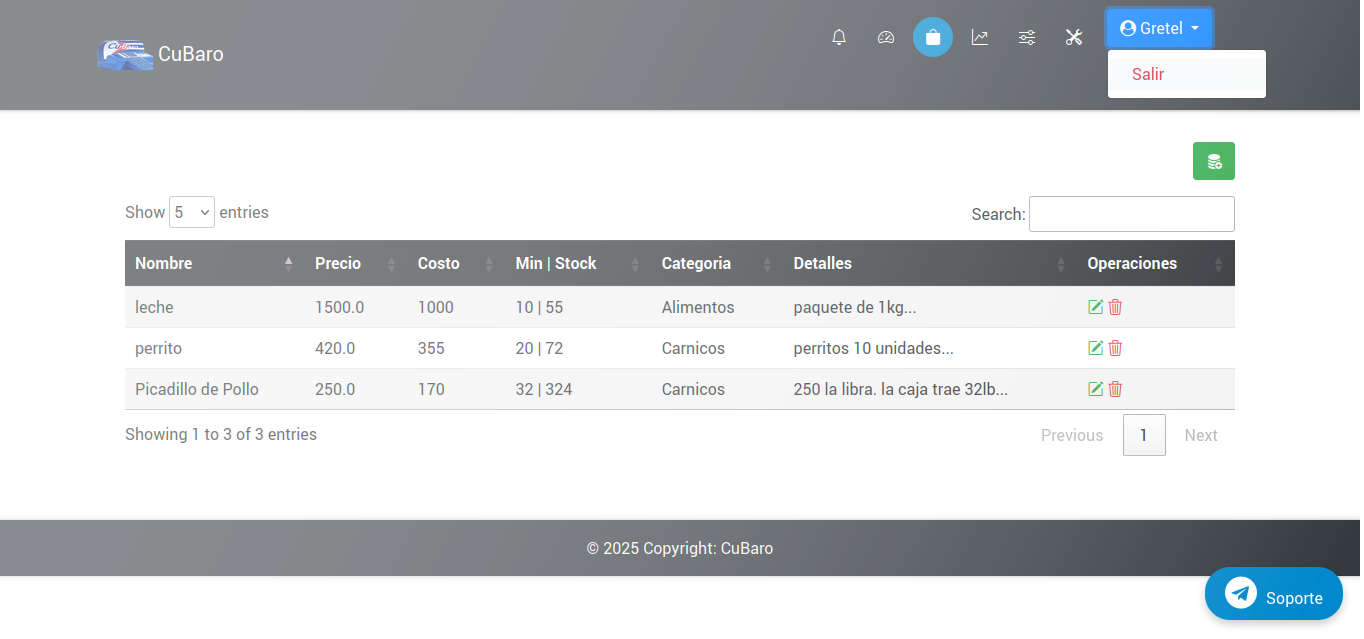 CuBaro
Gretel
Salir
Show 5 entries
Search:
Nombre Precio Costo Min | Stock Categoria Detalles Operaciones
leche 1500.0 1000 10 | 55 Alimentos paquete de 1kg...
perrito 420.0 355 20 | 72 Carnicos perritos 10 unidades...
Picadillo de Pollo 250.0 170 32 | 324 Carnicos 250 la libra. la caja trae 32lb...
Showing 1 to 3 of 3 entries
Previous 1 Next
© 2025 Copyright: CuBaro
Soporte